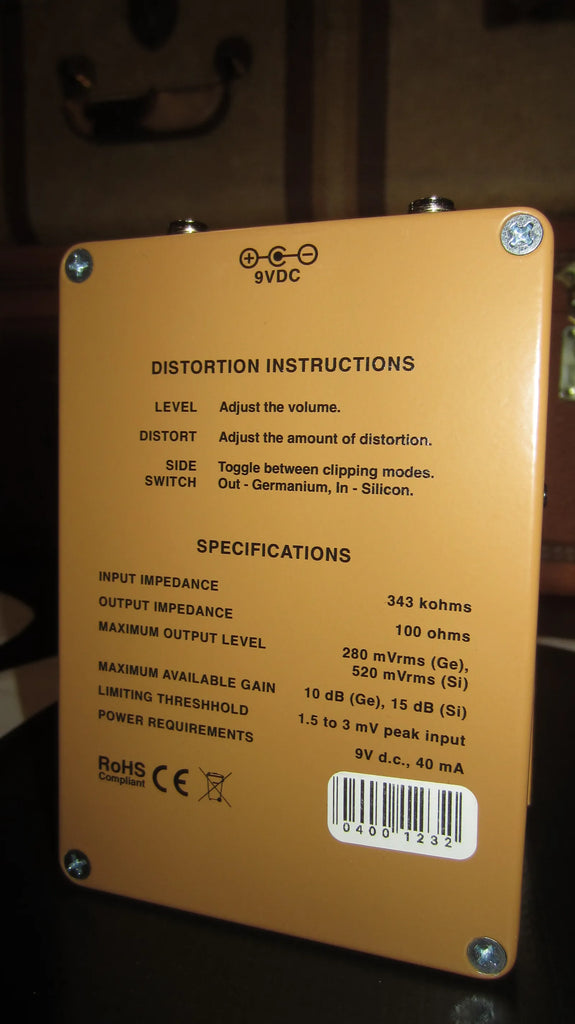 9VDC
DISTORTION INSTRUCTIONS
LEVEL Adjust the volume.
DISTORT Adjust the amount of distortion.
SIDE Toggle between clipping modes.
SWITCH Out - Germanium, In - Silicon.
SPECIFICATIONS
INPUT IMPEDANCE 343 kohms
OUTPUT IMPEDANCE 100 ohms
MAXIMUM OUTPUT LEVEL 280 mVrms (Ge),
520 mVrms (Si)
MAXIMUM AVAILABLE GAIN 10 dB (Ge), 15 dB (Si)
LIMITING THRESHHOLD 1.5 to 3 mV peak input
POWER REQUIREMENTS 9V d.c., 40 mA
RoHS CE
Compliant
04001232